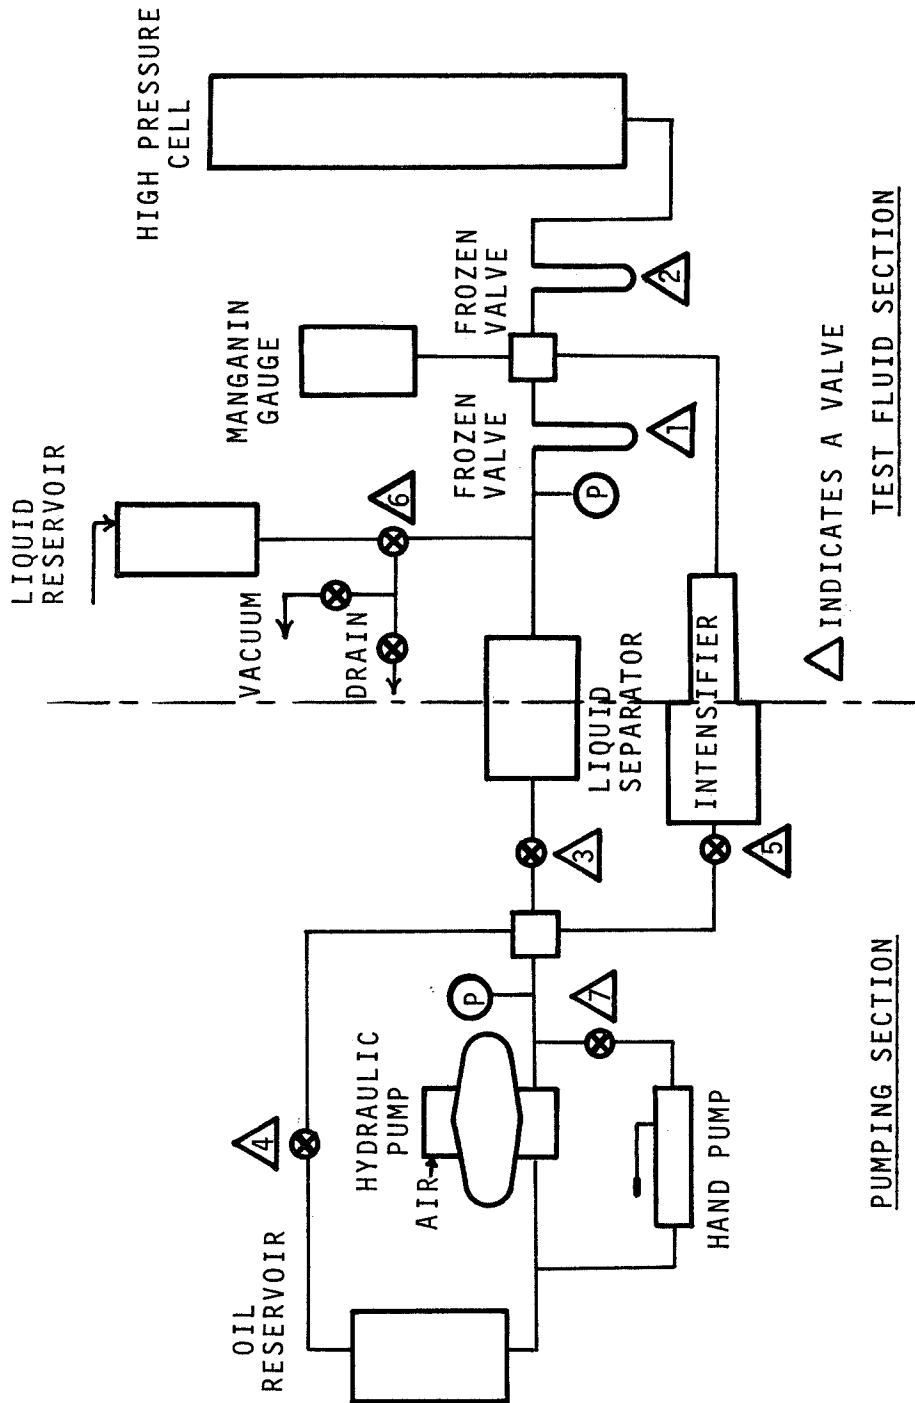 OIL
RESERVOIR
4
HYDRAULIC
PUMP
AIR
HAND PUMP
P
7
3
5
PUMPING SECTION
LIQUID
RESERVOIR
VACUUM
DRAIN
6
LIQUID
SEPARATOR
INTENSIFIER
P
MANGANIN
GAUGE
FROZEN
VALVE
1
FROZEN
VALVE
2
HIGH PRESSURE
CELL
INDICATES A VALVE
TEST FLUID SECTION